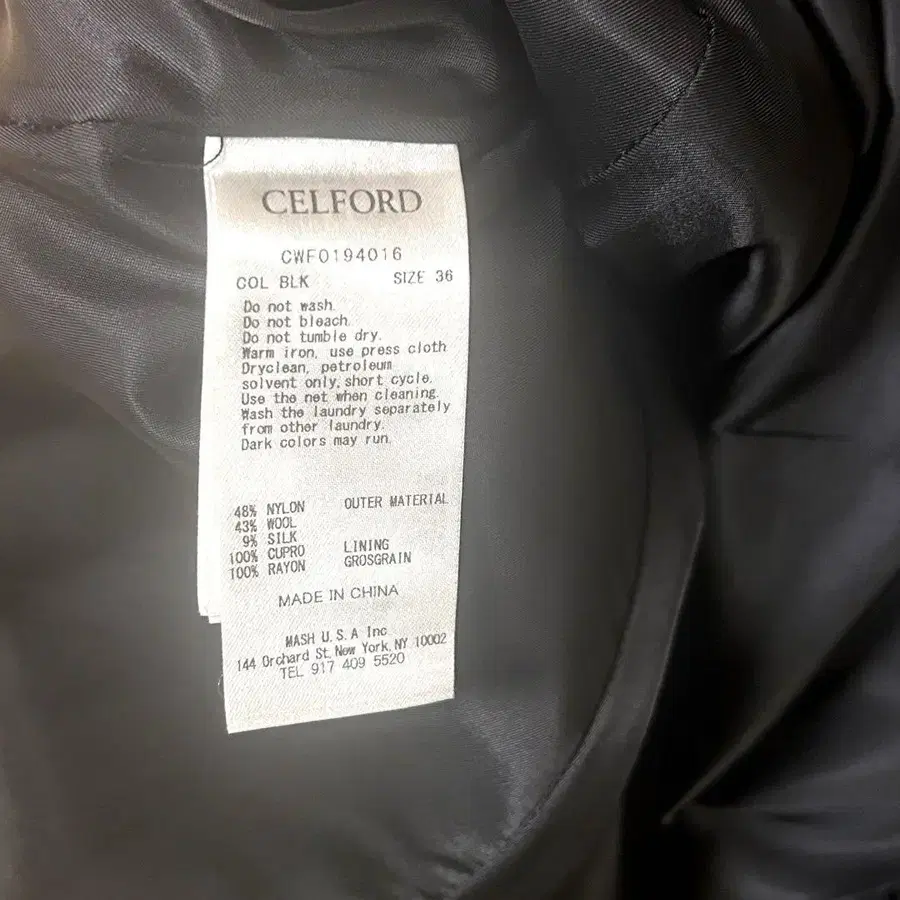 CELFORD
CWFO194016
COL BLK SIZE 36
Do not wash.
Do not bleach.
Do not tumble dry.
Warm iron, use press cloth
Dryclean, petroleum
solvent only, short cycle.
Use the net when cleaning.
Wash the laundry separately
from other laundry.
Dark colors may run.
48% NYLON OUTER MATERIAL
43% WOOL
9% SILK
100% CUPRO LINING
100% RAYON GROSGRAIN
MADE IN CHINA
MASH U.S.A Inc
144 Orchard St, New York, NY 10002
TEL 917 409 5520